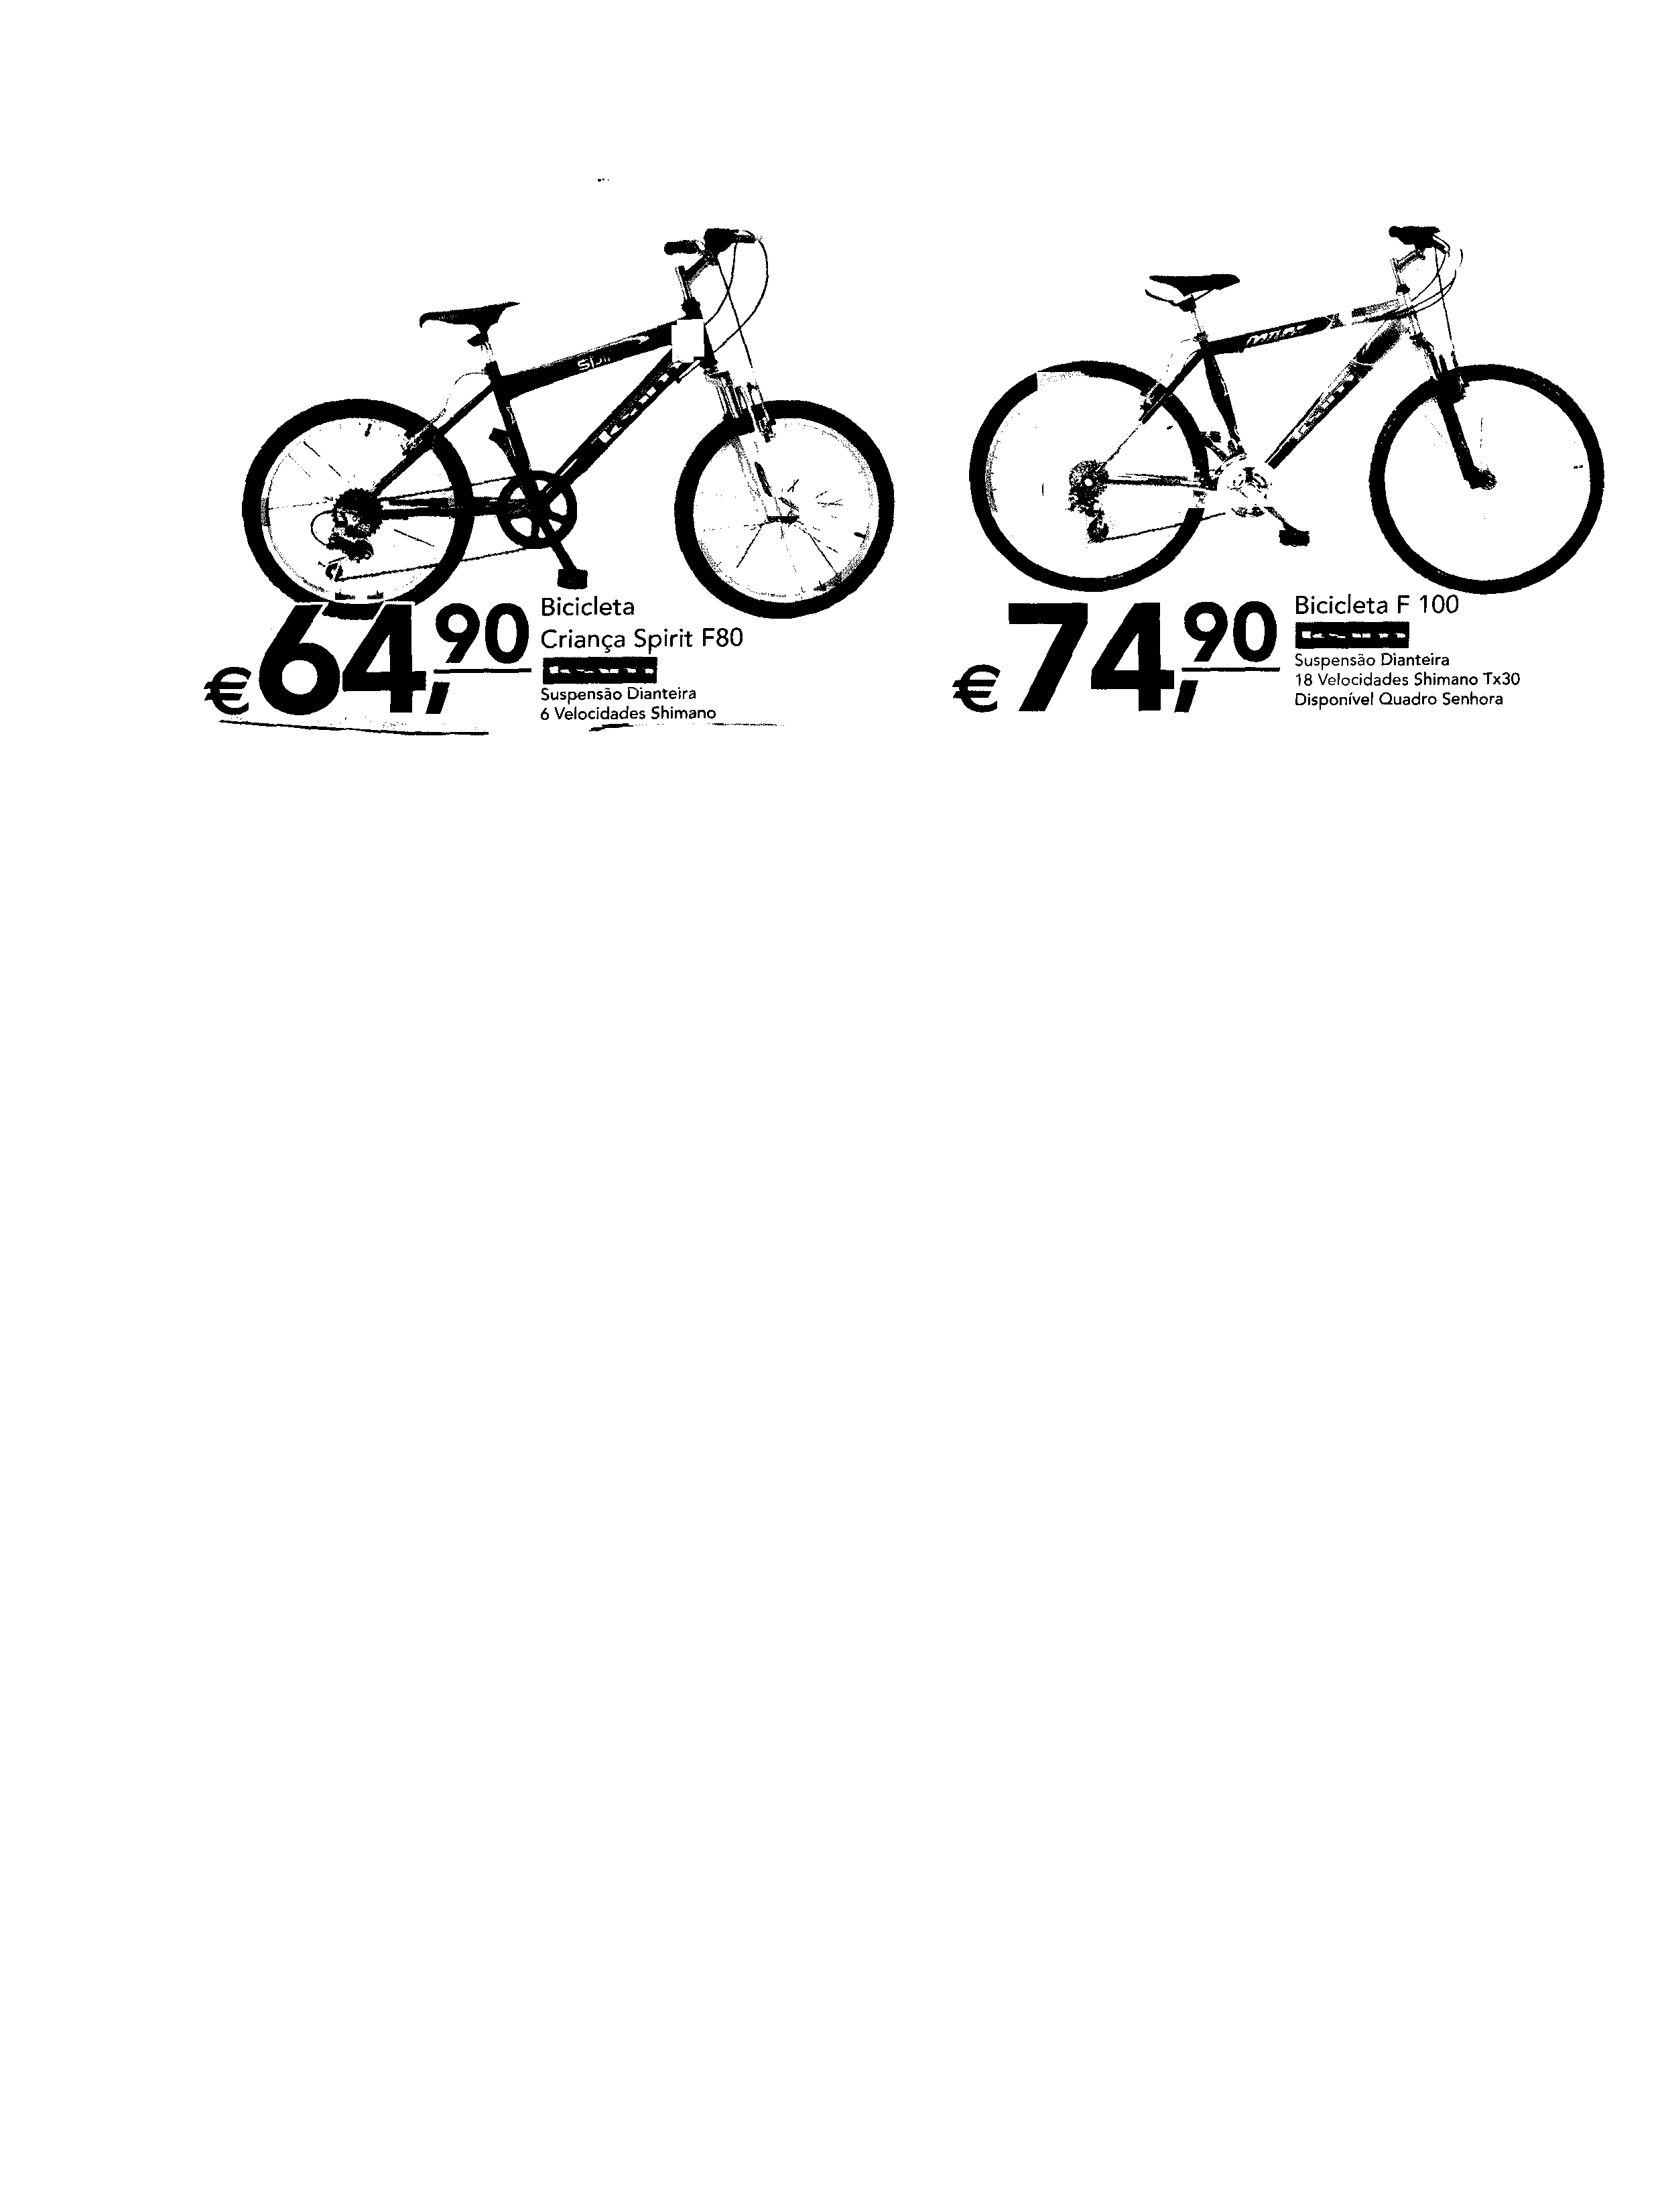 €64,90
Bicicleta
Criança Spirit F80
Suspensão Dianteira
6 Velocidades Shimano
€74,90
Bicicleta F 100
Suspensão Dianteira
18 Velocidades Shimano Tx30
Disponível Quadro Senhora